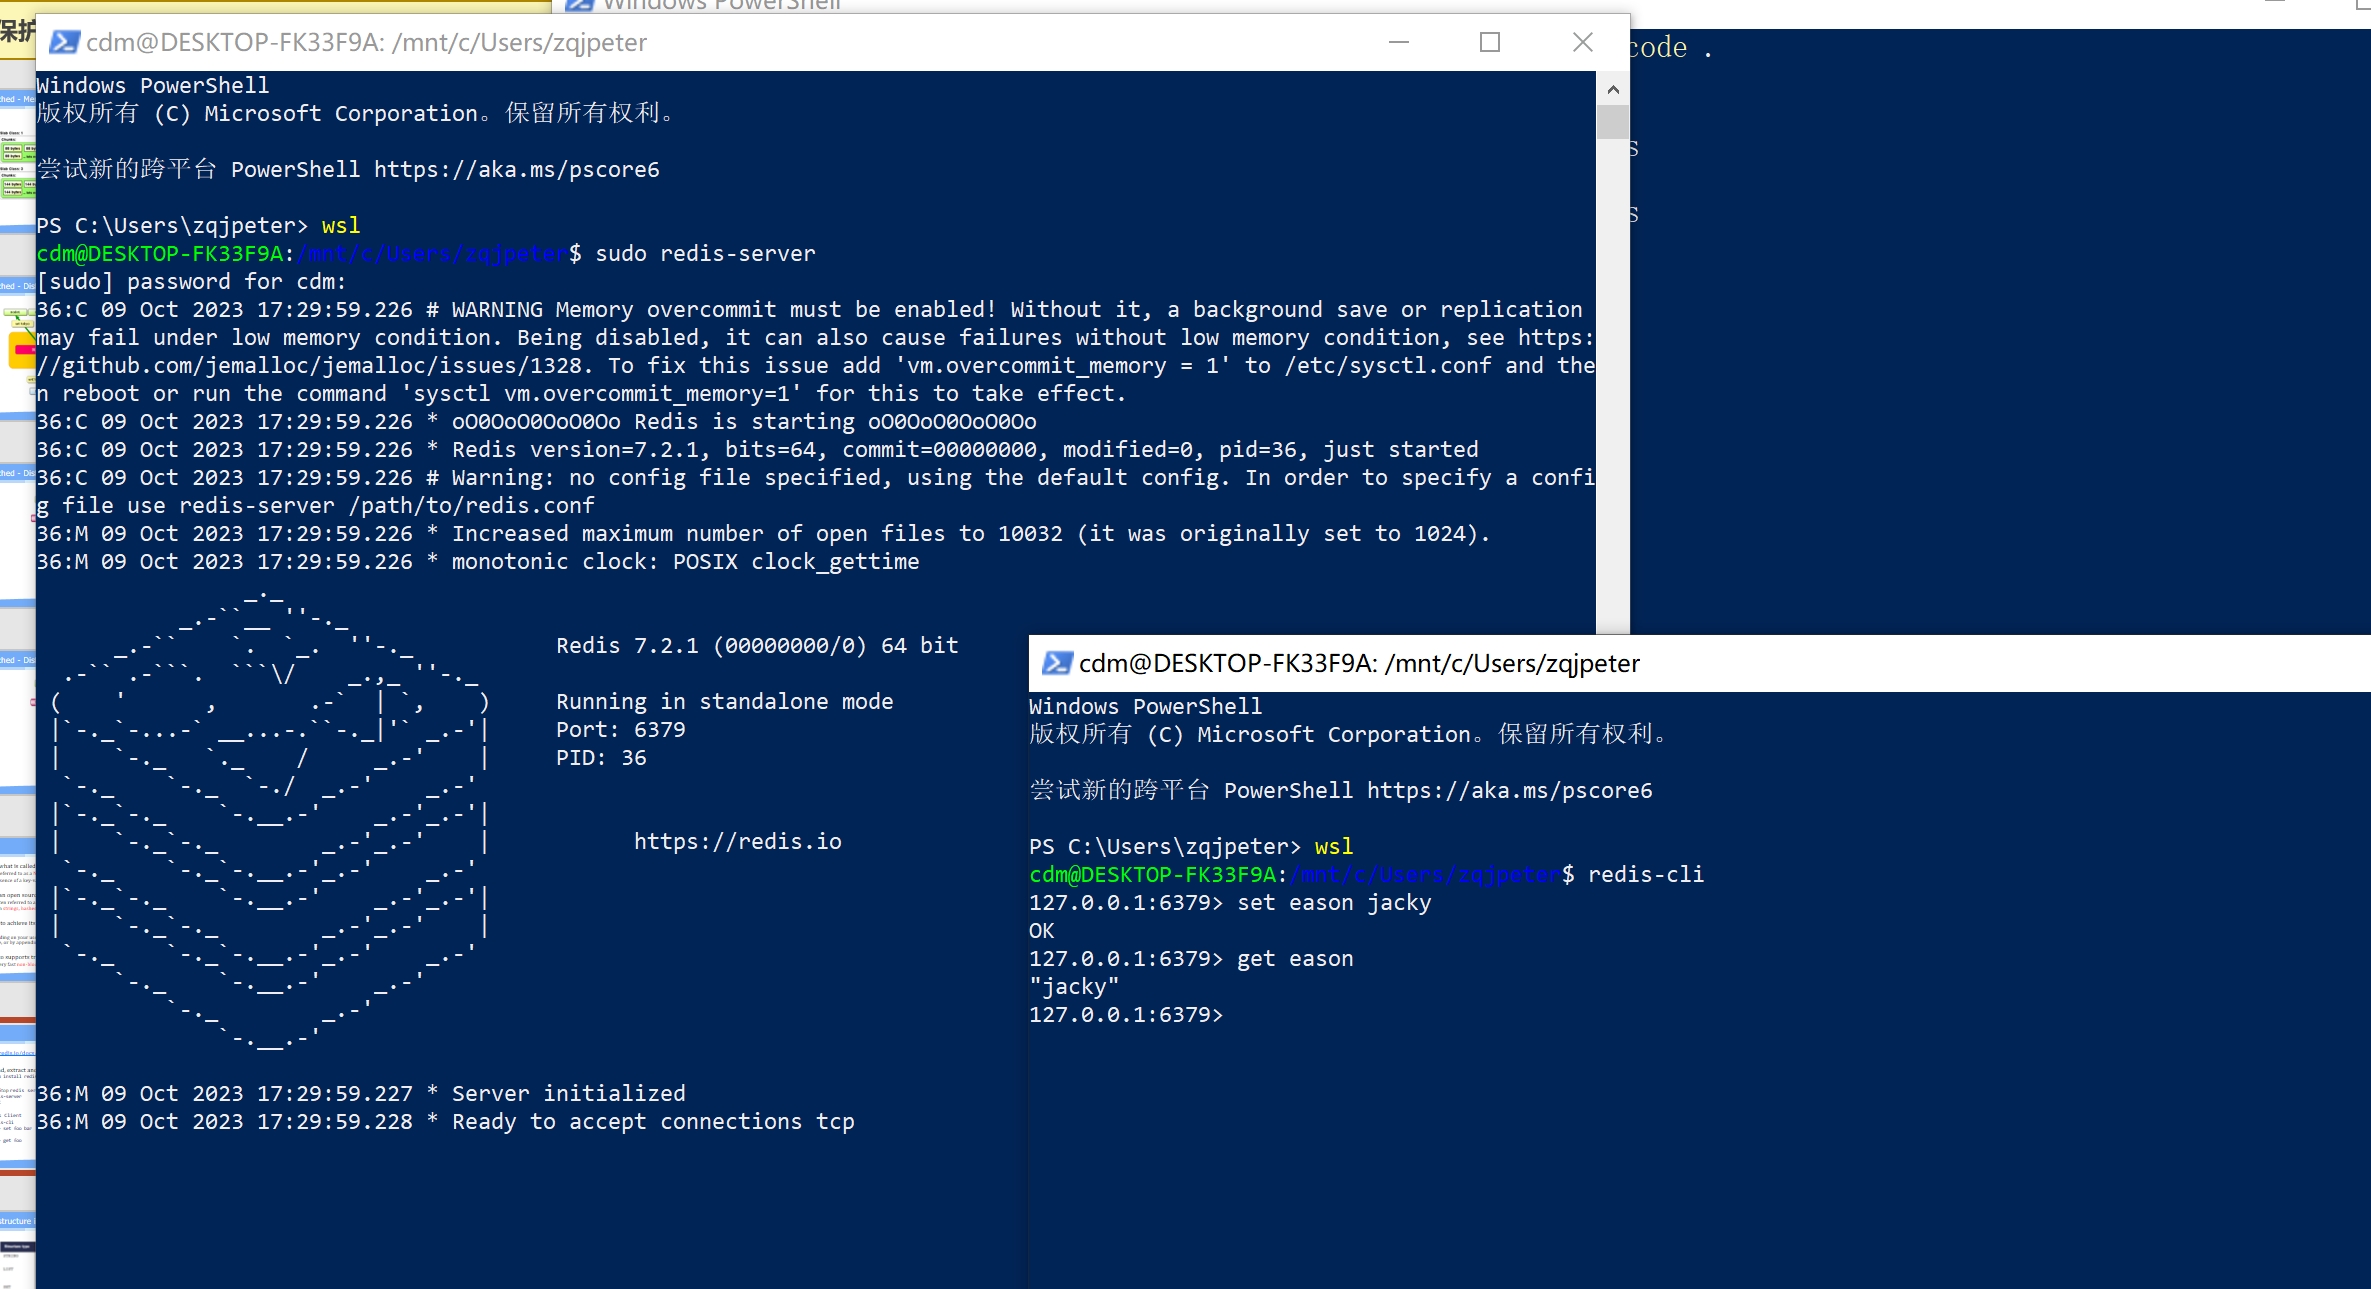 保护
Windows PowerShell
code .
s
s
cdm@DESKTOP-FK33F9A: /mnt/c/Users/zqjpeter
Windows PowerShell
版权所有 (C) Microsoft Corporation。保留所有权利。
尝试新的跨平台 PowerShell https://aka.ms/pscore6
PS C:\Users\zqjpeter> wsl
cdm@DESKTOP-FK33F9A:/mnt/c/Users/zqjpeter$ sudo redis-server
[sudo] password for cdm:
36:C 09 Oct 2023 17:29:59.226 # WARNING Memory overcommit must be enabled! Without it, a background save or replication
may fail under low memory condition. Being disabled, it can also cause failures without low memory condition, see https:
//github.com/jemalloc/jemalloc/issues/1328. To fix this issue add 'vm.overcommit_memory = 1' to /etc/sysctl.conf and the
n reboot or run the command 'sysctl vm.overcommit_memory=1' for this to take effect.
36:C 09 Oct 2023 17:29:59.226 * oO0OoO0OoO0Oo Redis is starting oO0OoO0OoO0Oo
36:C 09 Oct 2023 17:29:59.226 * Redis version=7.2.1, bits=64, commit=00000000, modified=0, pid=36, just started
36:C 09 Oct 2023 17:29:59.226 # Warning: no config file specified, using the default config. In order to specify a confi
g file use redis-server /path/to/redis.conf
36:M 09 Oct 2023 17:29:59.226 * Increased maximum number of open files to 10032 (it was originally set to 1024).
36:M 09 Oct 2023 17:29:59.226 * monotonic clock: POSIX clock_gettime
Redis 7.2.1 (00000000/0) 64 bit
Running in standalone mode
Port: 6379
PID: 36
https://redis.io
36:M 09 Oct 2023 17:29:59.227 * Server initialized
36:M 09 Oct 2023 17:29:59.228 * Ready to accept connections tcp
cdm@DESKTOP-FK33F9A: /mnt/c/Users/zqjpeter
Windows PowerShell
版权所有 (C) Microsoft Corporation。保留所有权利。
尝试新的跨平台 PowerShell https://aka.ms/pscore6
PS C:\Users\zqjpeter> wsl
cdm@DESKTOP-FK33F9A:/mnt/c/Users/zqjpeter$ redis-cli
127.0.0.1:6379> set eason jacky
OK
127.0.0.1:6379> get eason
"jacky"
127.0.0.1:6379>